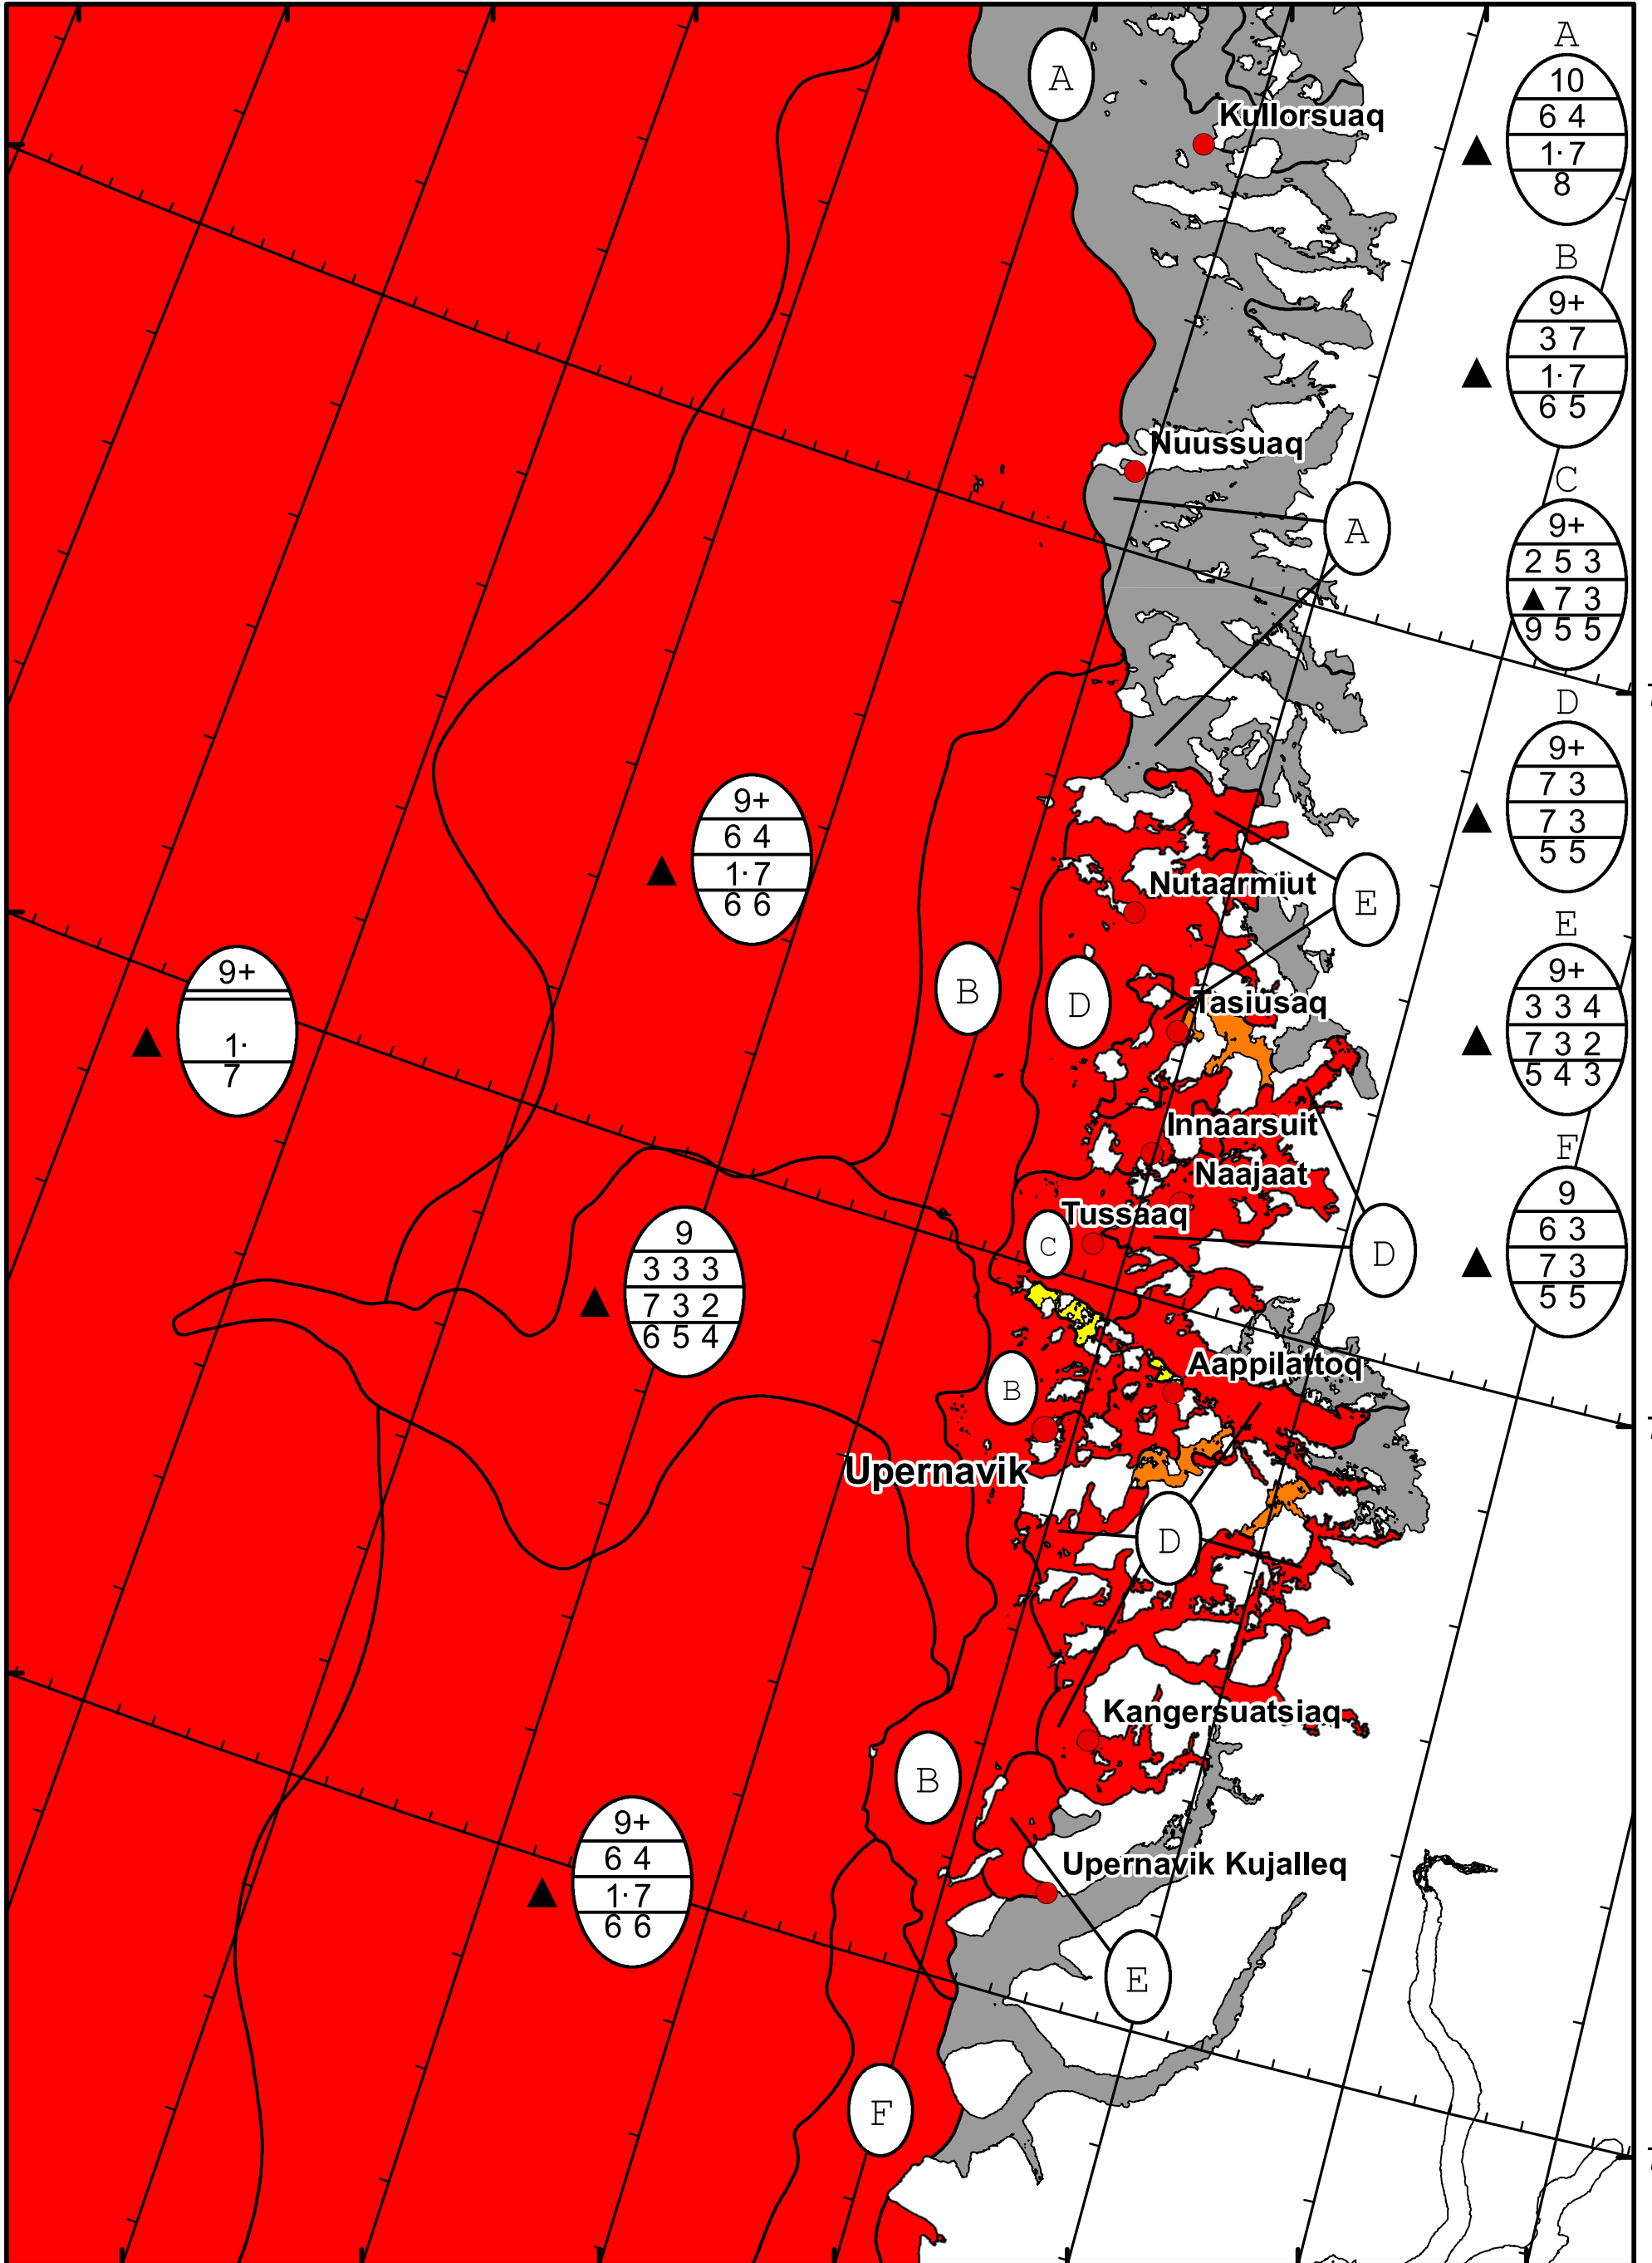 A
10
6 4
1·7
8
B
9+
3 7
1·7
6 5
C
9+
2 5 3
▲ 7 3
9 5 5
D
9+
7 3
7 3
5 5
E
9+
3 3 4
7 3 2
5 4 3
F
9
6 3
7 3
5 5
A
Kullorsuaq
Nuussuaq
A
9+
6 4
1·7
6 6
Nutaarmiut
E
9+
1·
7
B
D
Tasiusaq
Innaarsuit
Naajaat
Tussaaq
C
D
9
3 3 3
7 3 2
6 5 4
Aappilattoq
B
Upernavik
D
Kangersuatsiaq
B
9+
6 4
1·7
6 6
Upernavik Kujalleq
E
F